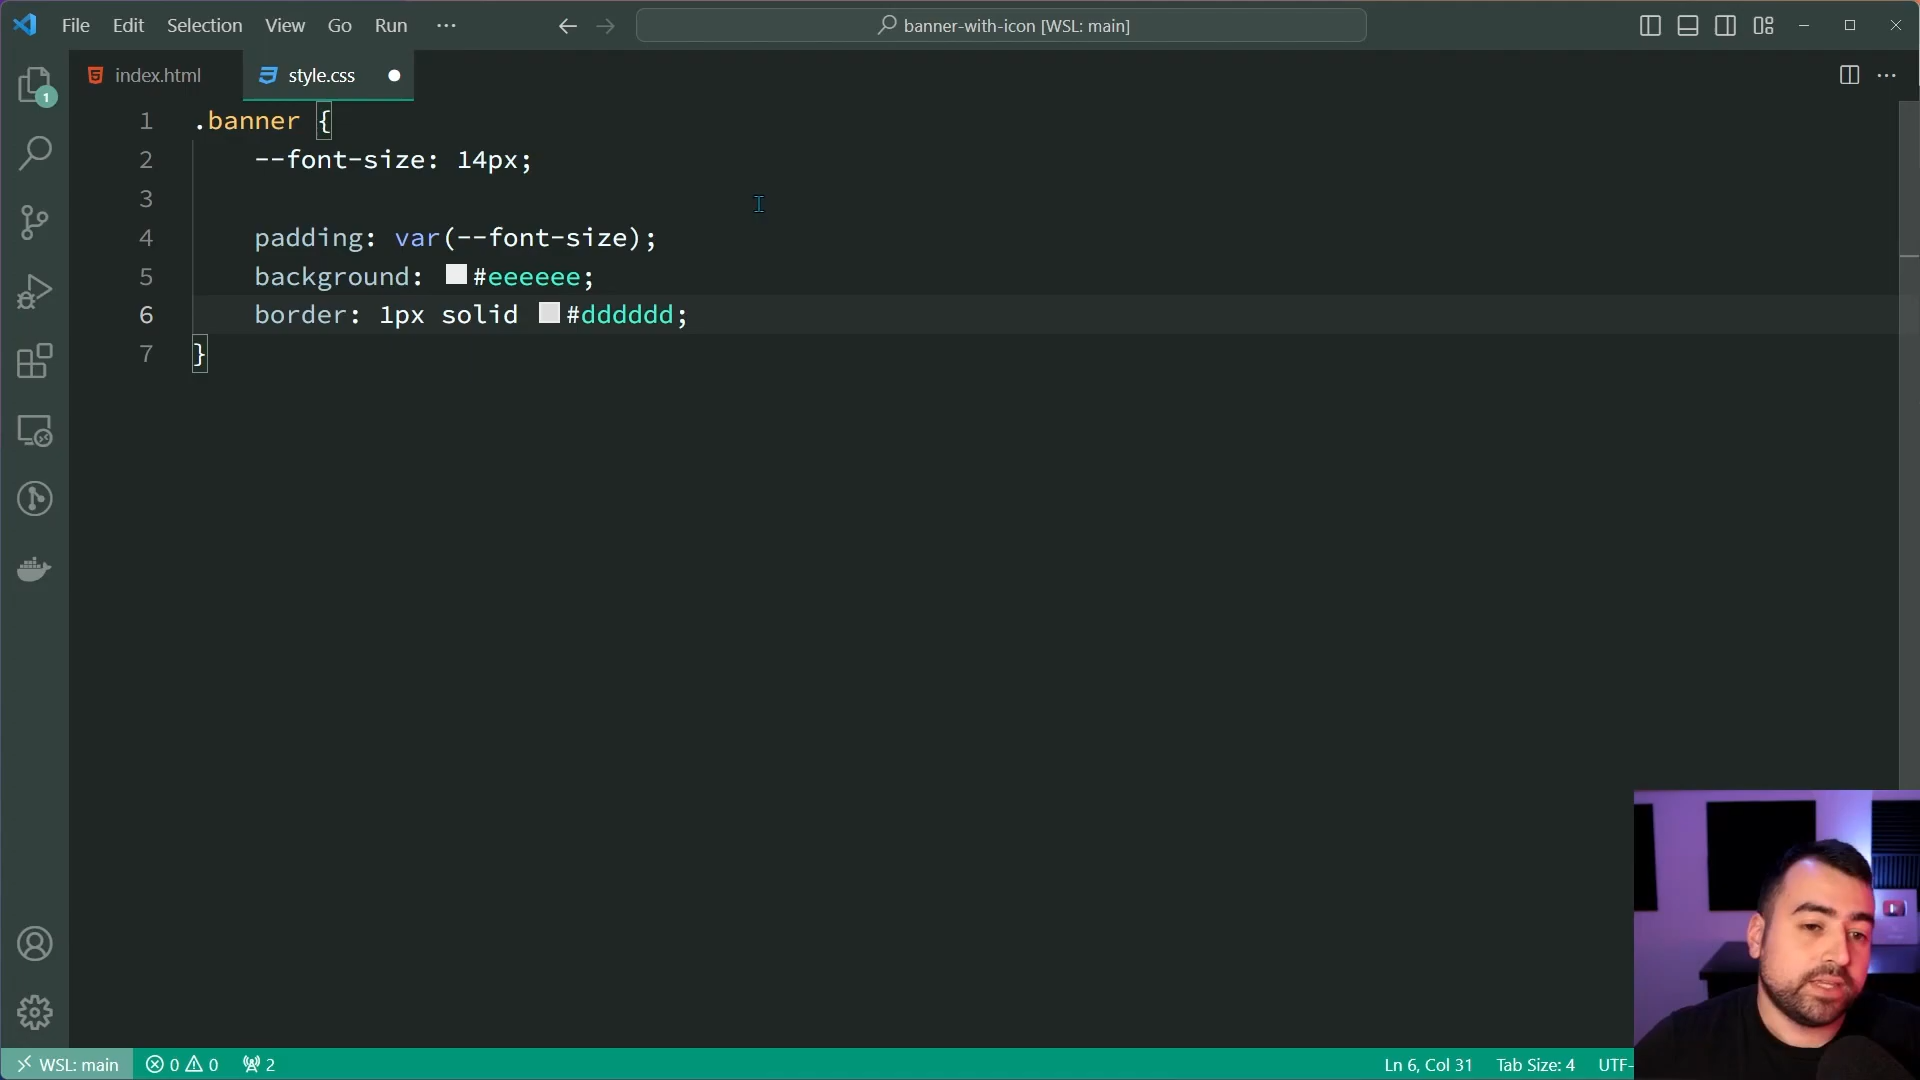 File Edit Selection View Go Run ··· banner-with-icon [WSL: main]
index.html style.css
1 .banner {
2 --font-size: 14px;
3
4 padding: var(--font-size);
5 background: #eeeeee;
6 border: 1px solid #dddddd;
7 }
1
WSL: main 0 0 2 Ln 6, Col 31 Tab Size: 4 UTF-